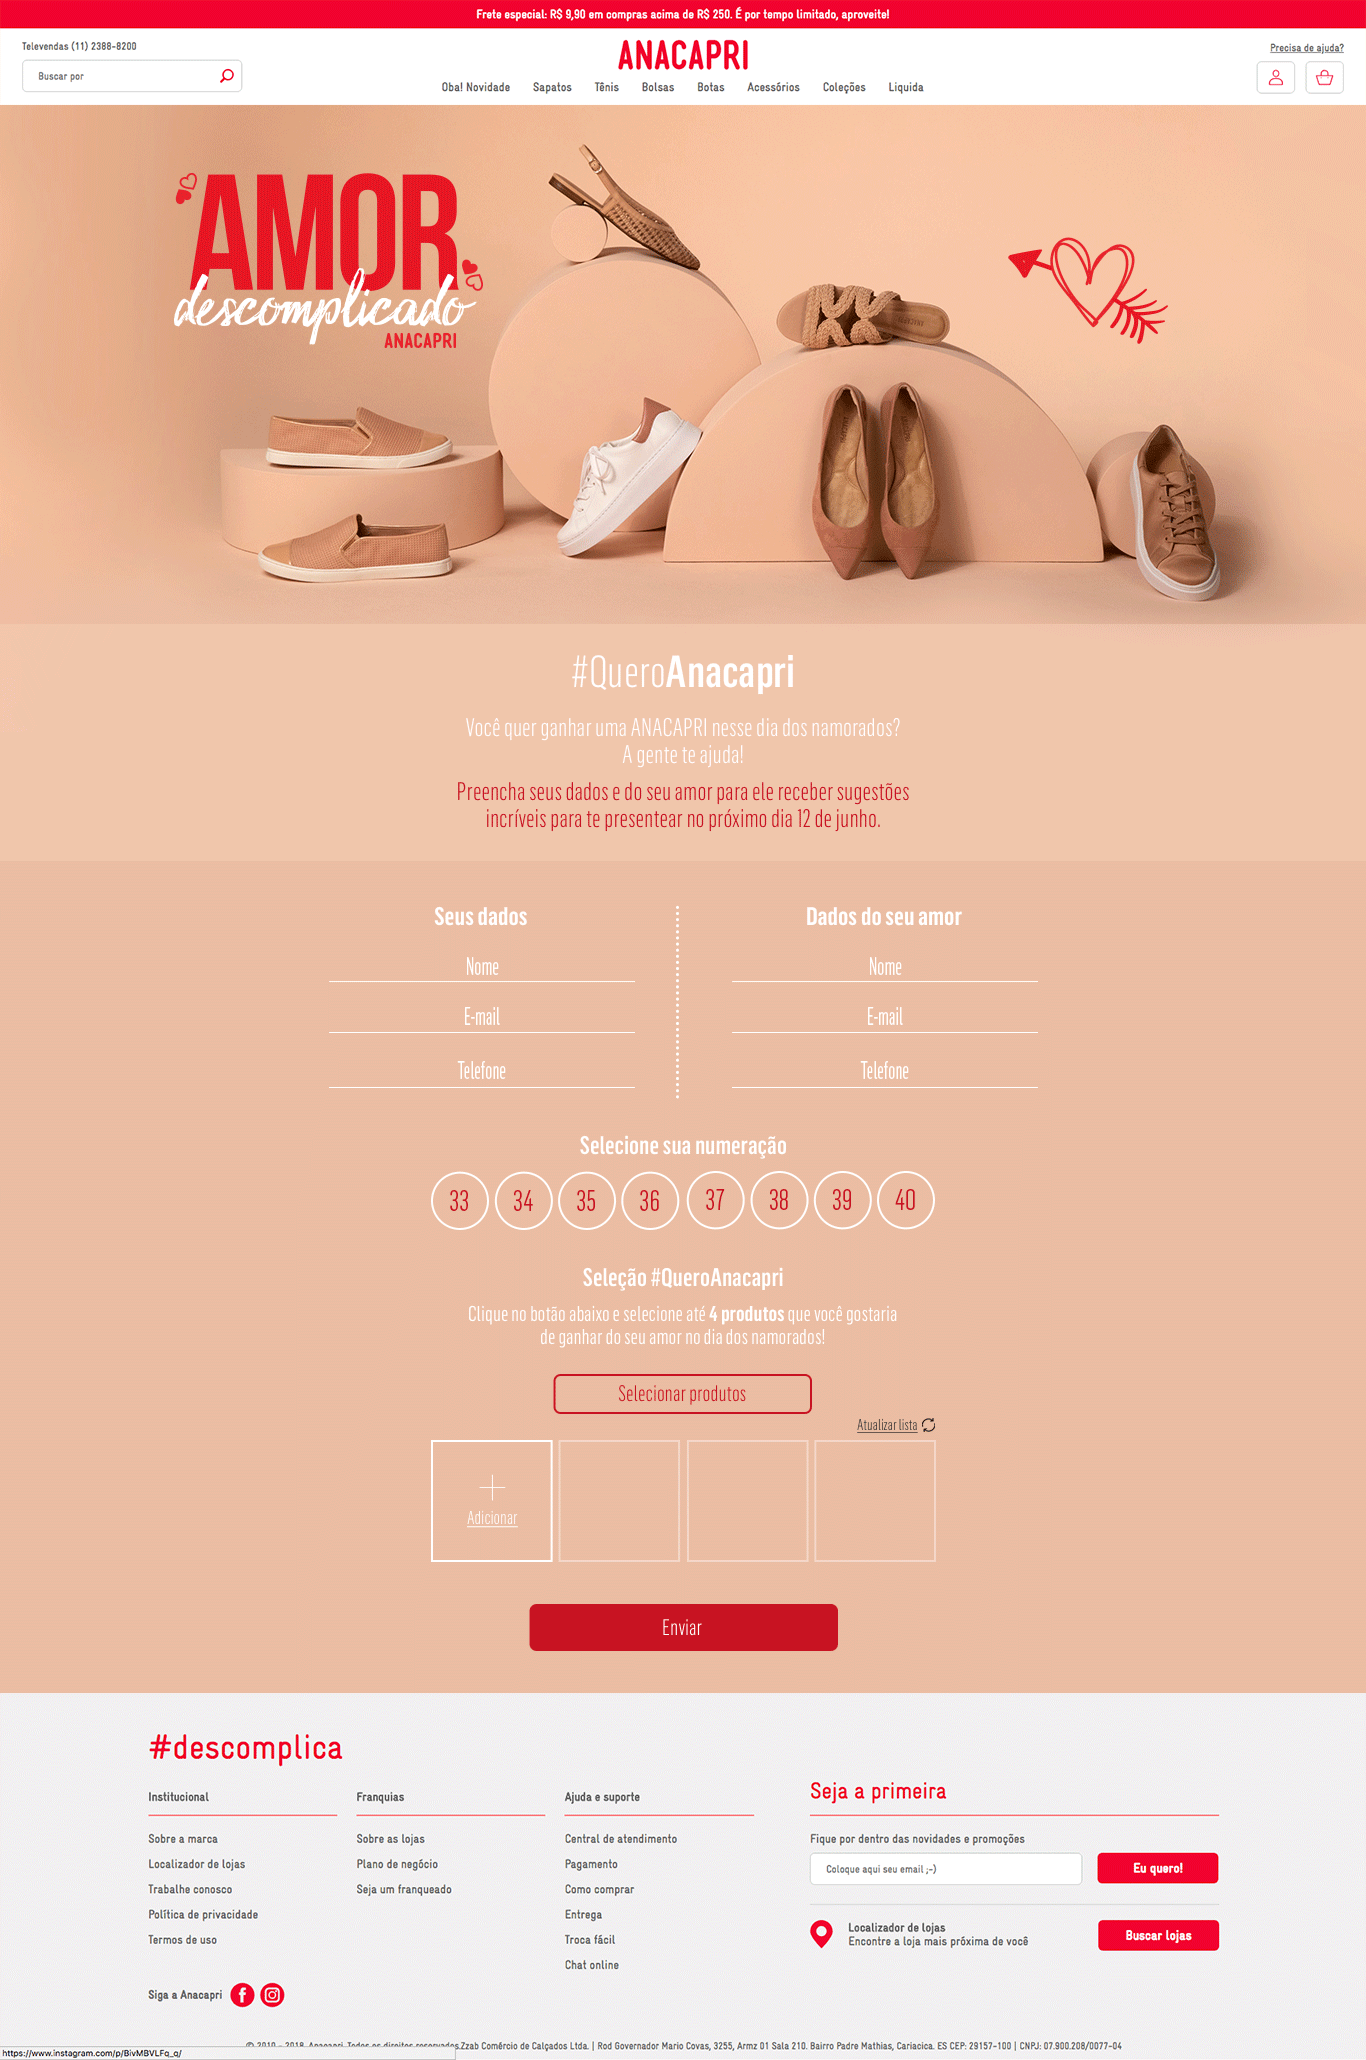 Frete especial: R$ 9,90 em compras acima de R$ 250. É por tempo limitado, aproveite!
Televendas (11) 2388-8200
Precisa de ajuda?
ANACAPRI
Buscar por
Oba! Novidade Sapatos Tênis Bolsas Botas Acessórios Coleções Liquida
AMOR
descomplicado
ANACAPRI
#QueroAnacapri
Você quer ganhar uma ANACAPRI nesse dia dos namorados?
A gente te ajuda!
Preencha seus dados e do seu amor para ele receber sugestões
incríveis para te presentear no próximo dia 12 de junho.
Seus dados
Nome
E-mail
Telefone
Dados do seu amor
Nome
E-mail
Telefone
Selecione sua numeração
33 34 35 36 37 38 39 40
Seleção #QueroAnacapri
Clique no botão abaixo e selecione até 4 produtos que você gostaria
de ganhar do seu amor no dia dos namorados!
Selecionar produtos
Atualizar lista
Adicionar
Enviar
#descomplica
Institucional
Sobre a marca
Localizador de lojas
Trabalhe conosco
Política de privacidade
Termos de uso
Franquias
Sobre as lojas
Plano de negócio
Seja um franqueado
Ajuda e suporte
Central de atendimento
Pagamento
Como comprar
Entrega
Troca fácil
Chat online
Seja a primeira
Fique por dentro das novidades e promoções
Coloque aqui seu email ;-)
Eu quero!
Localizador de lojas
Encontre a loja mais próxima de você
Buscar lojas
Siga a Anacapri
© 2010 - 2018. Anacapri. Todos os direitos reservados.Zzab Comércio de Calçados Ltda. | Rod Governador Mario Covas, 3255, Armz 01 Sala 210. Bairro Padre Mathias, Cariacica. ES CEP: 29157-100 | CNPJ: 07.900.208/0077-04
https://www.instagram.com/p/BivMBVLFq_q/